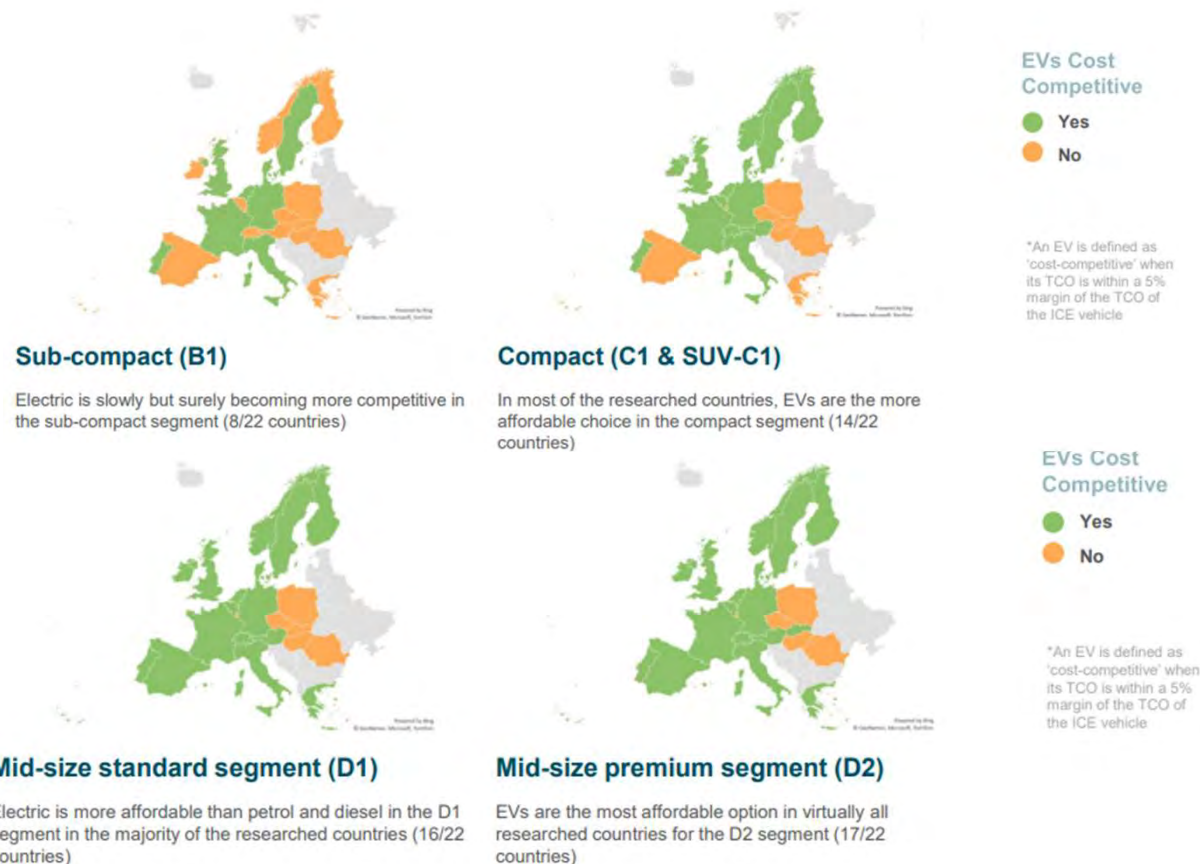 EVs Cost
Competitive
Yes
No
*An EV is defined as
'cost-competitive' when
its TCO is within a 5%
margin of the TCO of
the ICE vehicle
Sub-compact (B1)
Electric is slowly but surely becoming more competitive in
the sub-compact segment (8/22 countries)
Compact (C1 & SUV-C1)
In most of the researched countries, EVs are the more
affordable choice in the compact segment (14/22
countries)
EVs Cost
Competitive
Yes
No
*An EV is defined as
'cost-competitive' when
its TCO is within a 5%
margin of the TCO of
the ICE vehicle
Mid-size standard segment (D1)
Electric is more affordable than petrol and diesel in the D1
segment in the majority of the researched countries (16/22
countries)
Mid-size premium segment (D2)
EVs are the most affordable option in virtually all
researched countries for the D2 segment (17/22
countries)